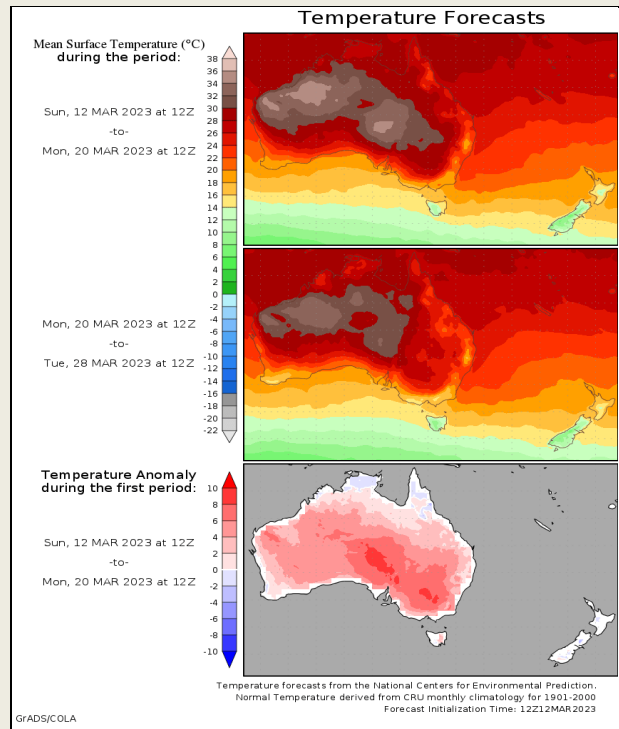 Temperature Forecasts
Mean Surface Temperature (°C)
during the period:
Sun, 12 MAR 2023 at 12Z
-to-
Mon, 20 MAR 2023 at 12Z
38
36
34
32
30
28
26
24
22
20
18
16
14
12
10
8
6
4
2
0
-2
-4
-6
-8
-10
-12
-14
-16
-18
-20
-22
Mon, 20 MAR 2023 at 12Z
-to-
Tue, 28 MAR 2023 at 12Z
Temperature Anomaly
during the first period:
Sun, 12 MAR 2023 at 12Z
-to-
Mon, 20 MAR 2023 at 12Z
10
8
6
4
2
0
-2
-4
-6
-8
-10
Temperature forecasts from the National Centers for Environmental Prediction.
Normal Temperature derived from CRU monthly climatology for 1901-2000
Forecast Initialization Time: 12Z12MAR2023
GrADS/COLA